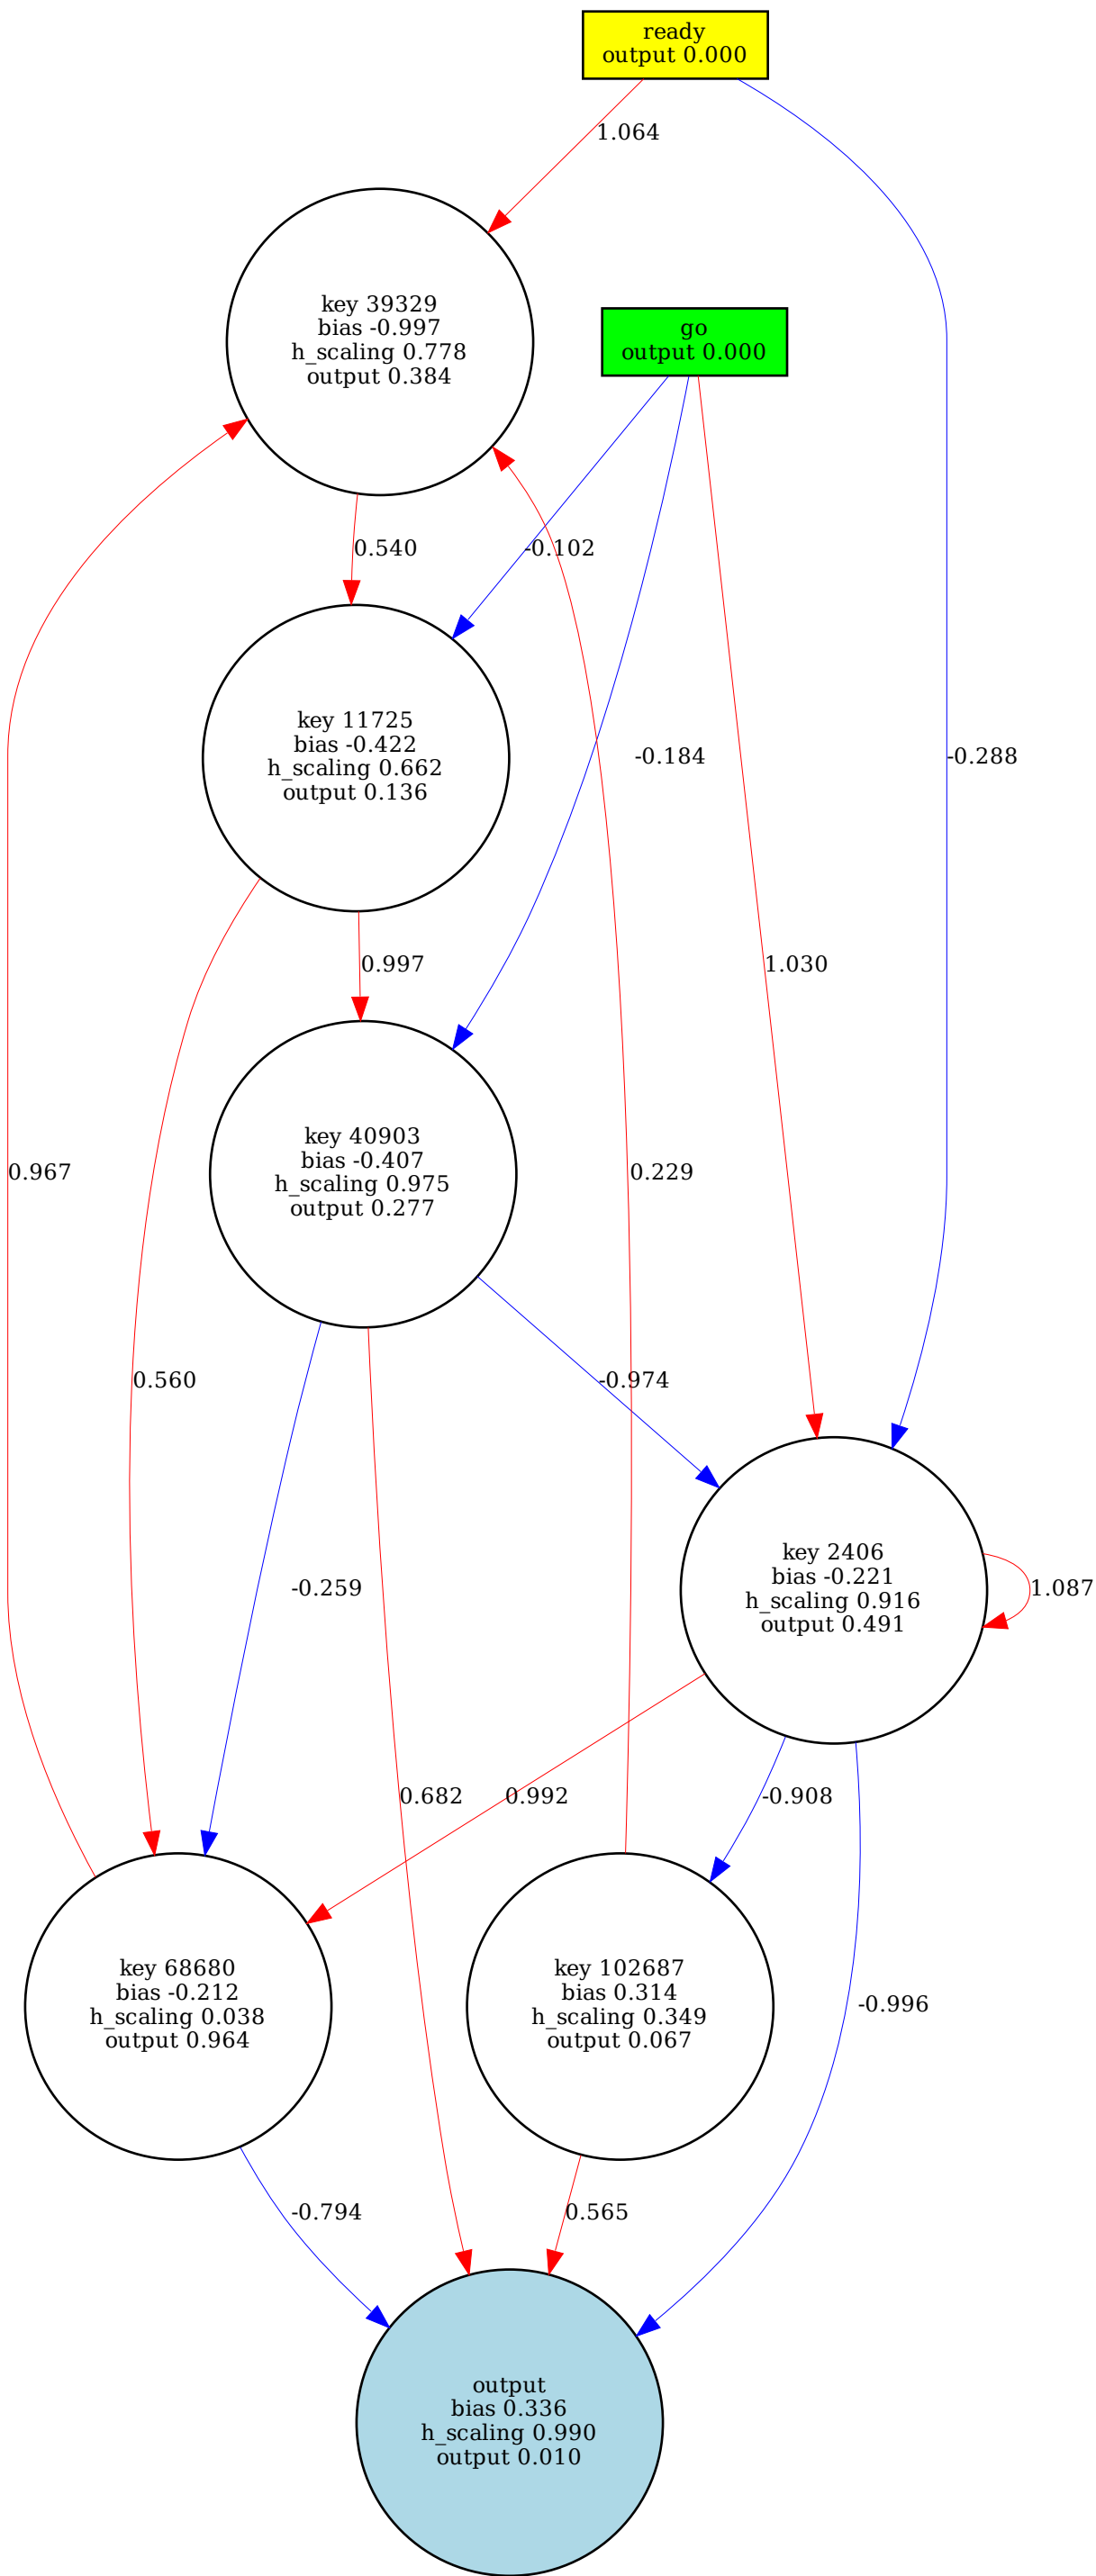 ready
output 0.000
1.064
key 39329
bias -0.997
h_scaling 0.778
output 0.384
go
output 0.000
0.540
-0.102
key 11725
bias -0.422
h_scaling 0.662
output 0.136
-0.184
-0.288
0.997
1.030
key 40903
bias -0.407
h_scaling 0.975
output 0.277
0.967
0.229
0.560
-0.974
key 2406
bias -0.221
h_scaling 0.916
output 0.491
-0.259
1.087
0.682
0.992
-0.908
key 68680
bias -0.212
h_scaling 0.038
output 0.964
key 102687
bias 0.314
h_scaling 0.349
output 0.067
-0.996
-0.794
0.565
output
bias 0.336
h_scaling 0.990
output 0.010